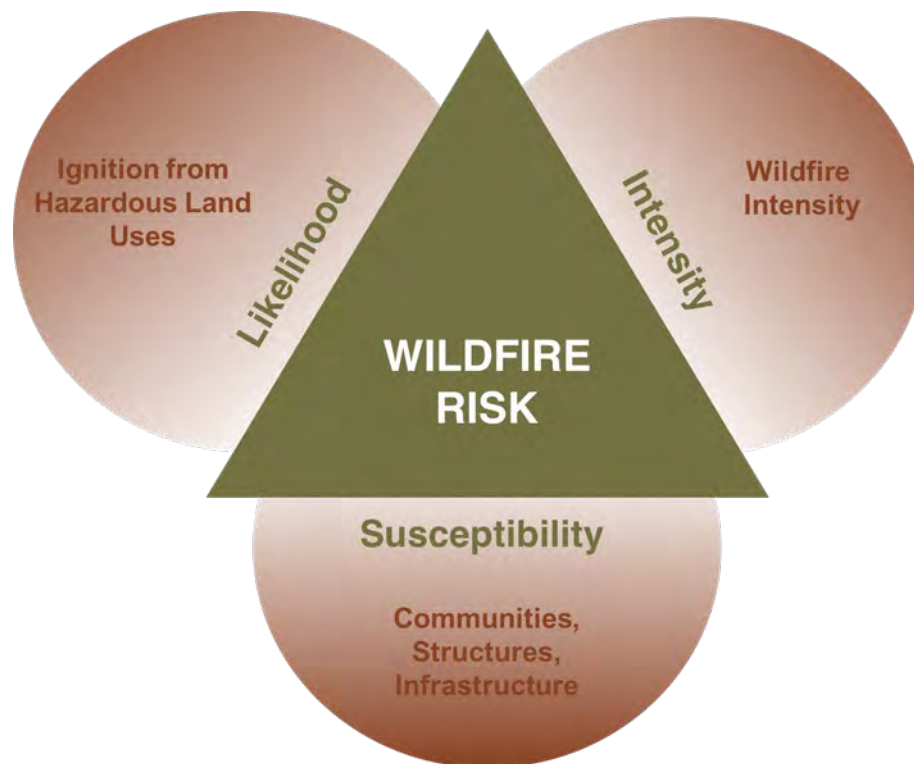 Ignition from
Hazardous Land
Uses
Likelihood
Intensity
Wildfire
Intensity
WILDFIRE
RISK
Susceptibility
Communities,
Structures,
Infrastructure